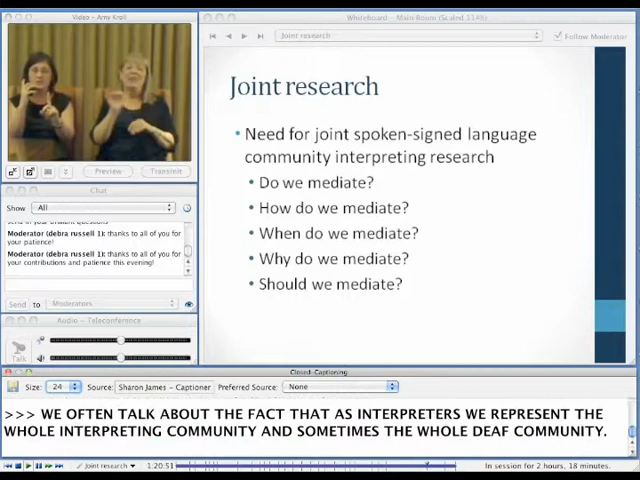 Video - Amy Kroll
Whiteboard - Main Room (Scaled 114%)
Joint research
Follow Moderator
Joint research
• Need for joint spoken-signed language
community interpreting research
• Do we mediate?
• How do we mediate?
• When do we mediate?
• Why do we mediate?
• Should we mediate?
Preview
Transmit
Chat
Show All
Moderator (debra russell 1): thanks to all of you for
your patience!
Moderator (debra russell 1): thanks to all of you for
your contributions and patience this evening!
Send to Moderators
Audio - Teleconference
Talk
Closed-Captioning
Size: 24 Source: Sharon James - Captioner Preferred Source: None
>>> WE OFTEN TALK ABOUT THE FACT THAT AS INTERPRETERS WE REPRESENT THE
WHOLE INTERPRETING COMMUNITY AND SOMETIMES THE WHOLE DEAF COMMUNITY.
Joint research 1:20:51 In session for 2 hours, 18 minutes.